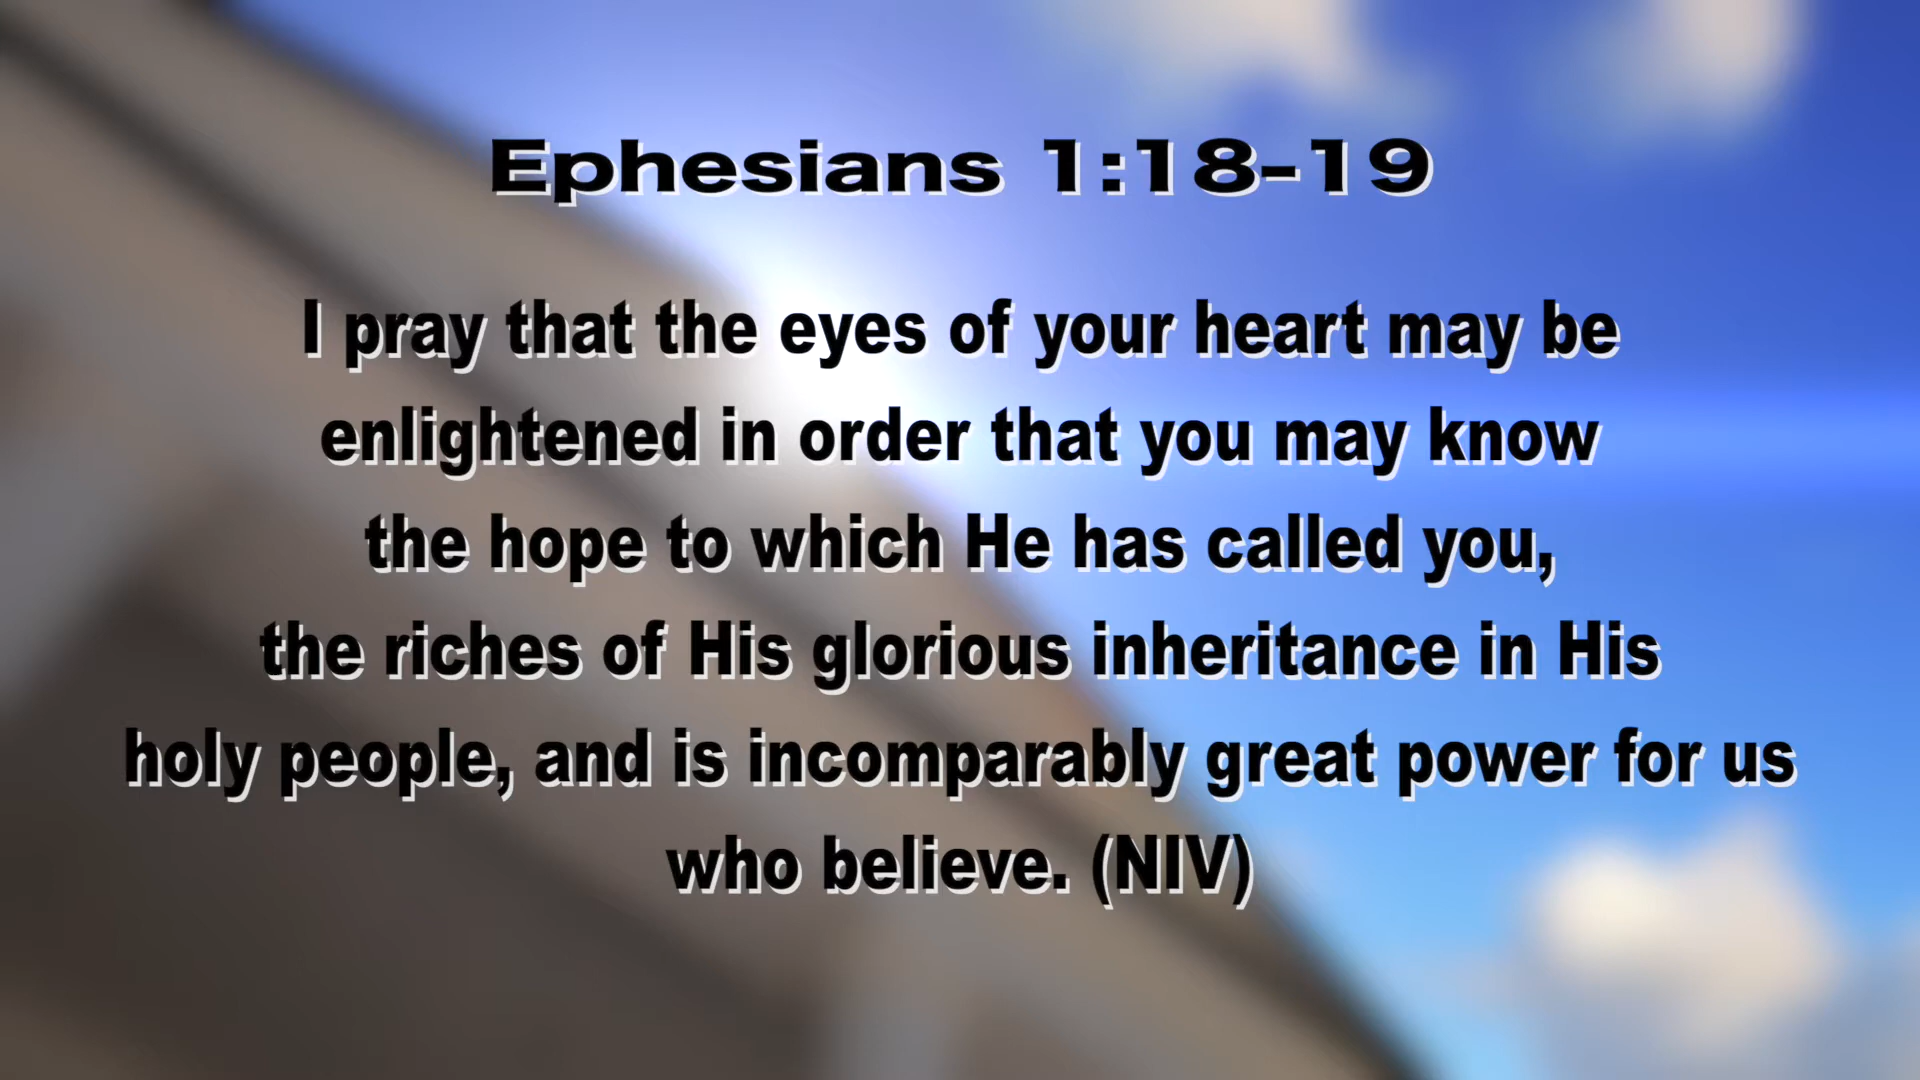 Ephesians 1:18-19
I pray that the eyes of your heart may be
enlightened in order that you may know
the hope to which He has called you,
the riches of His glorious inheritance in His
holy people, and is incomparably great power for us
who believe. (NIV)